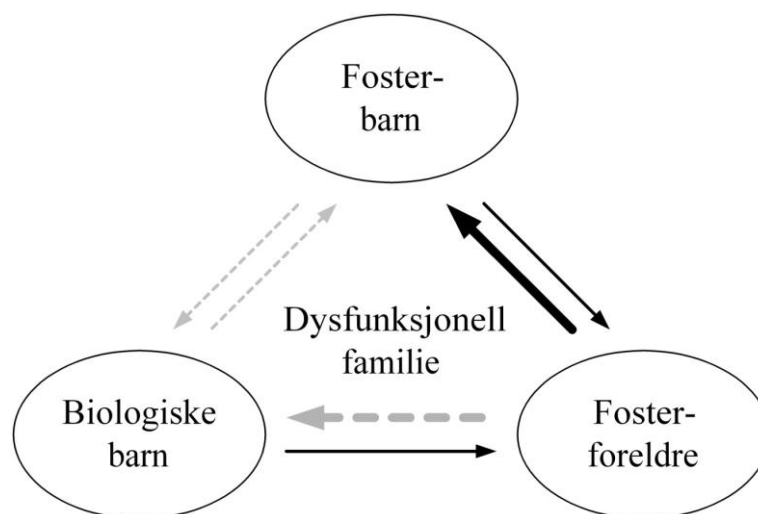 Foster-
barn
Dysfunksjonell
familie
Biologiske
barn
Foster-
foreldre